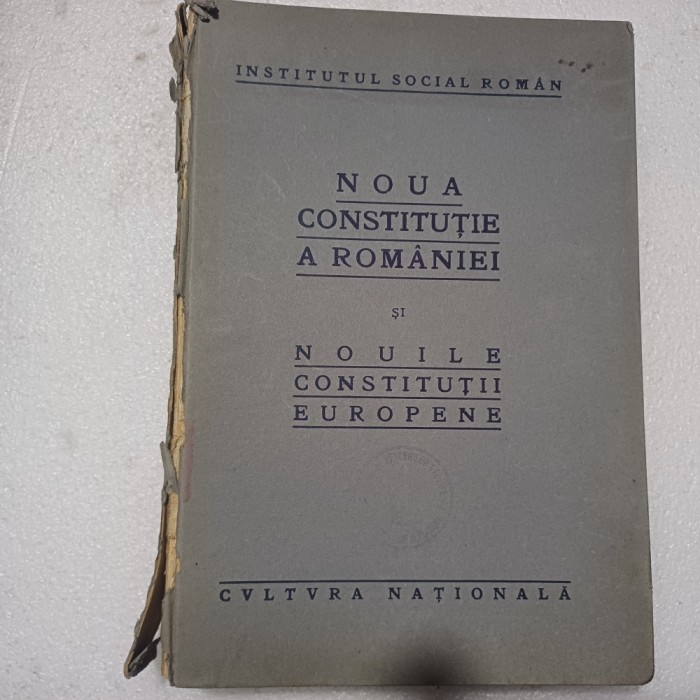 INSTITUTUL SOCIAL ROMÂN
NOUA
CONSTITUȚIE
A ROMÂNIEI
ȘI
NOUILE
CONSTITUȚII
EUROPENE
CVLTVRA NAȚIONALĂ